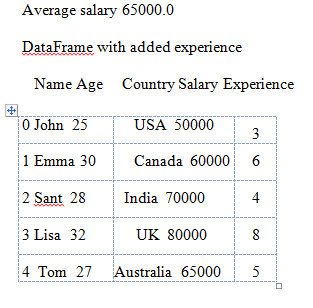 Average salary 65000.0
DataFrame with added experience
Name Age Country Salary Experience
0 John 25 USA 50000 3
1 Emma 30 Canada 60000 6
2 Sant 28 India 70000 4
3 Lisa 32 UK 80000 8
4 Tom 27 Australia 65000 5